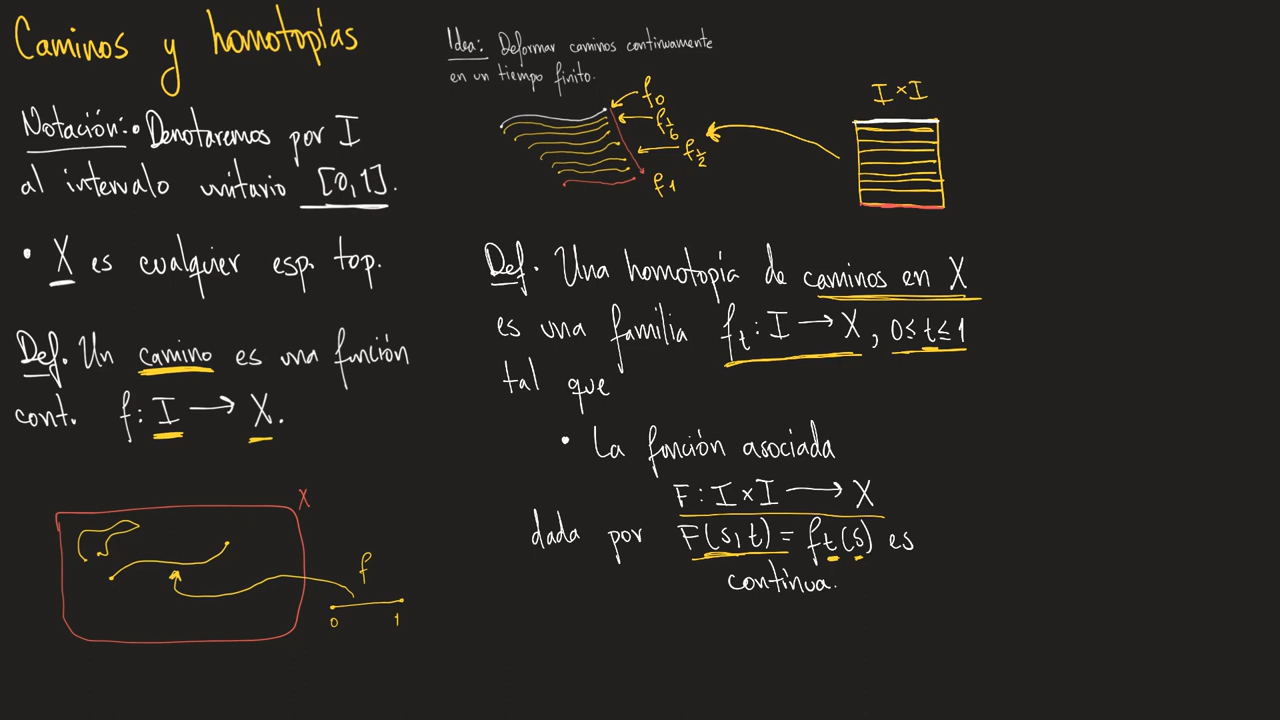 Caminos y homotopías
Notación: • Denotaremos por I
al intervalo unitario [0,1].
• X es cualquier esp. top.
Def. Un camino es una función
cont. f: I → X.
X
f
0 1
Idea: Deformar caminos continuamente
en un tiempo finito.
f0
f1/6
f1/2
f1
I × I
Def. Una homotopía de caminos en X
es una familia ft : I → X, 0≤t≤1
tal que
• La función asociada
F: I × I → X
dada por F(s,t) = ft(s) es
continua.